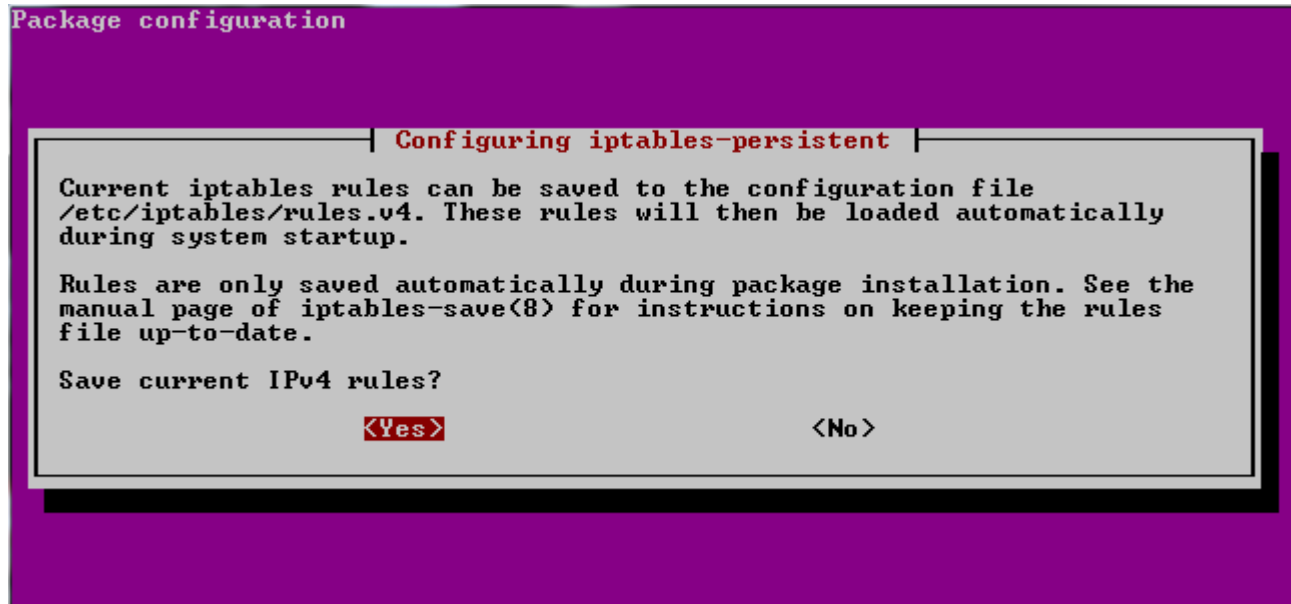 Package configuration
Configuring iptables-persistent
Current iptables rules can be saved to the configuration file
/etc/iptables/rules.v4. These rules will then be loaded automatically
during system startup.
Rules are only saved automatically during package installation. See the
manual page of iptables-save(8) for instructions on keeping the rules
file up-to-date.
Save current IPv4 rules?
<Yes> <No>